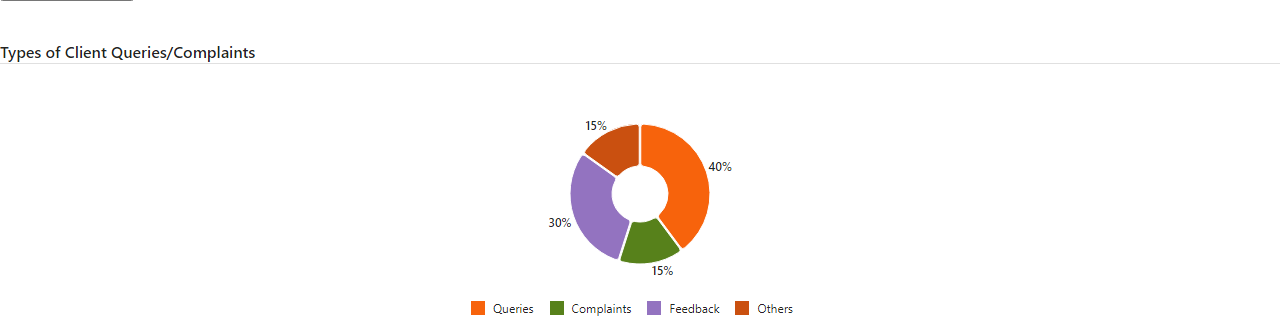 Types of Client Queries/Complaints
15%
40%
30%
15%
Queries Complaints Feedback Others